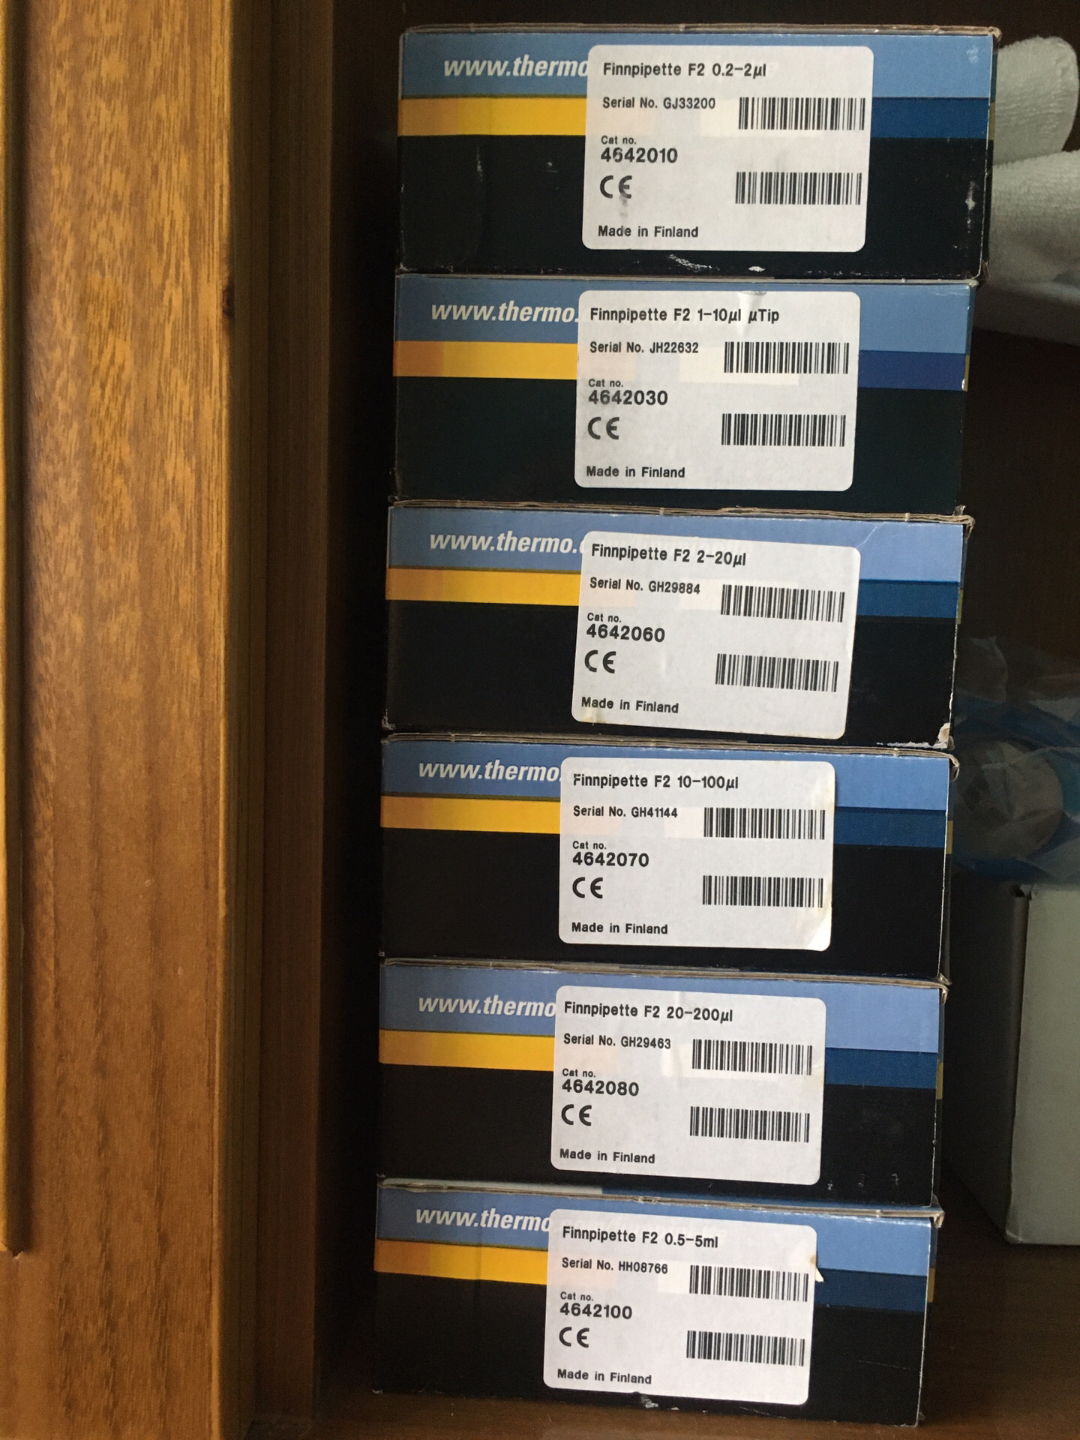 www.thermo
Finnpipette F2 0.2-2µl
Serial No. GJ33200
Cat no.
4642010
CE
Made in Finland
www.thermo.
Finnpipette F2 1-10µl µTip
Serial No. JH22632
Cat no.
4642030
CE
Made in Finland
www.thermo.
Finnpipette F2 2-20µl
Serial No. GH29884
Cat no.
4642060
CE
Made in Finland
www.thermo
Finnpipette F2 10-100µl
Serial No. GH41144
Cat no.
4642070
CE
Made in Finland
www.thermo
Finnpipette F2 20-200µl
Serial No. GH29463
Cat no.
4642080
CE
Made in Finland
www.thermo
Finnpipette F2 0.5-5ml
Serial No. HH08766
Cat no.
4642100
CE
Made in Finland